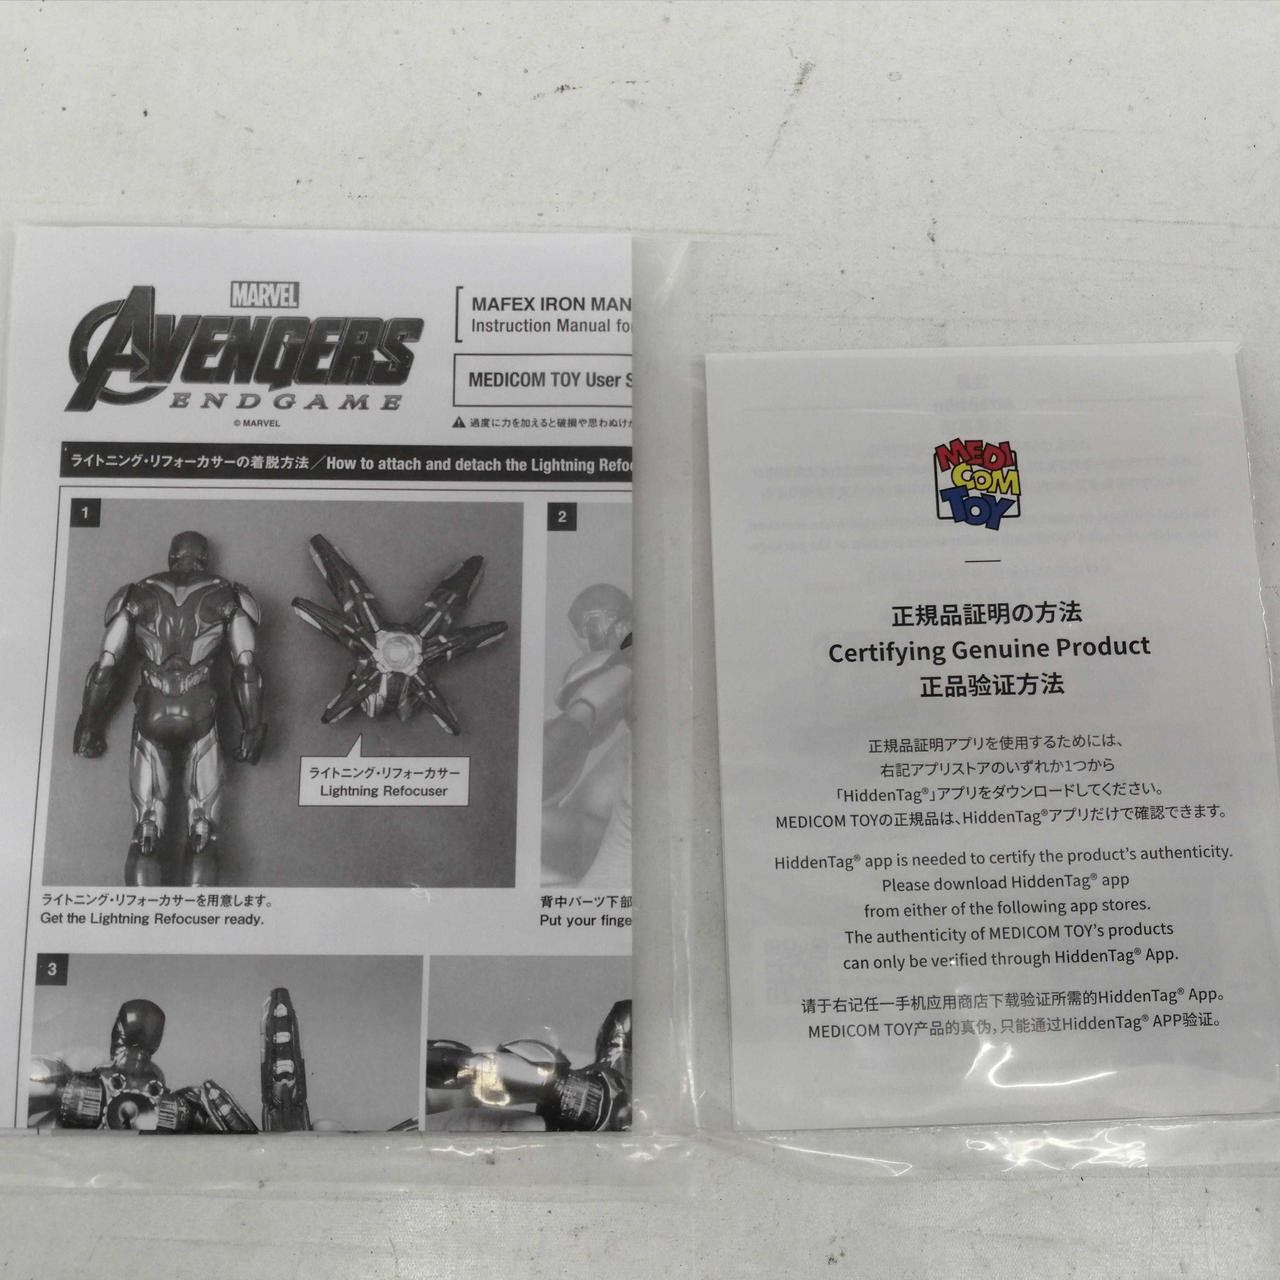 MARVEL
AVENGERS
ENDGAME
© MARVEL
MAFEX IRON MAN
Instruction Manual fo
MEDICOM TOY User S
過度に力を加えると破損や思わぬけが
ライトニング・リフォーカサーの着脱方法／How to attach and detach the Lightning Refoc
1
2
ライトニング・リフォーカサー
Lightning Refocuser
ライトニング・リフォーカサーを用意します。
Get the Lightning Refocuser ready.
背中パーツ下部
Put your finge
3
MEDI
COM
TOY
正規品証明の方法
Certifying Genuine Product
正品验证方法
正規品証明アプリを使用するためには、
右記アプリストアのいずれか1つから
「HiddenTag®」アプリをダウンロードしてください。
MEDICOM TOYの正規品は、HiddenTag®アプリだけで確認できます。
HiddenTag® app is needed to certify the product's authenticity.
Please download HiddenTag® app
from either of the following app stores.
The authenticity of MEDICOM TOY's products
can only be verified through HiddenTag® App.
请于右记任一手机应用商店下载验证所需的HiddenTag® App。
MEDICOM TOY产品的真伪，只能通过HiddenTag® APP验证。